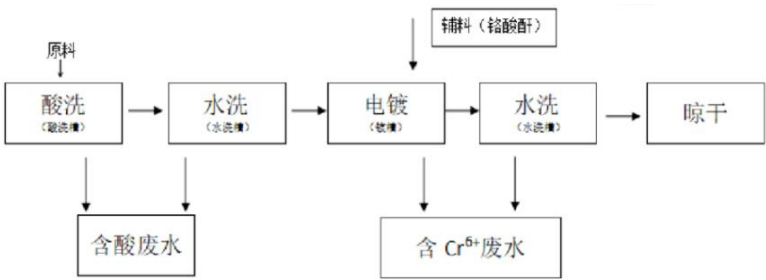 辅料（铬酸酐）
原料
酸洗
（酸洗槽）
水洗
（水洗槽）
电镀
（镀槽）
水洗
（水洗槽）
晾干
含酸废水
含 Cr⁶⁺废水